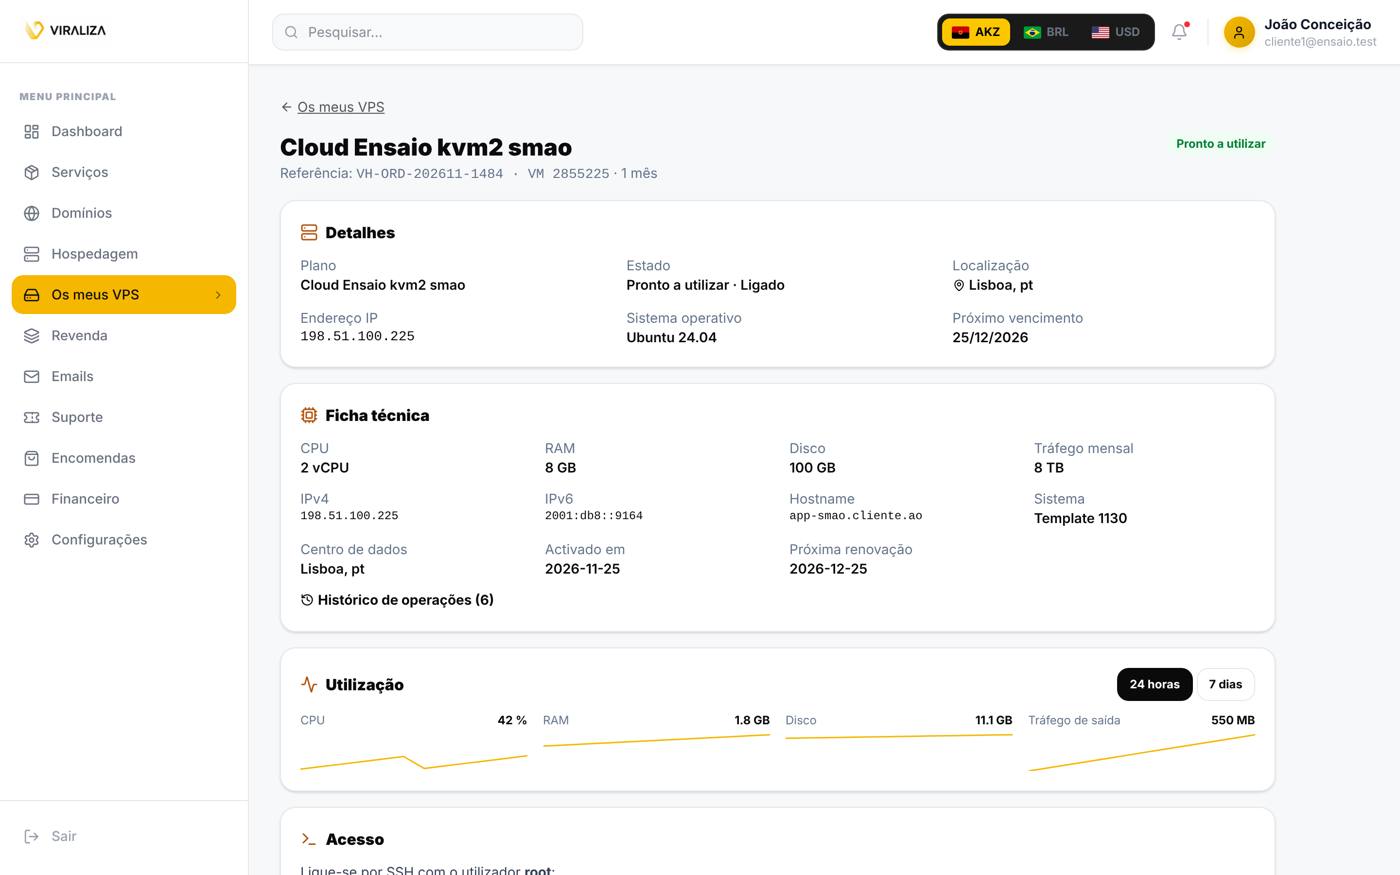 VIRALIZA
Pesquisar...
AKZ
BRL
USD
João Conceição
cliente1@ensaio.test
MENU PRINCIPAL
Dashboard
Serviços
Domínios
Hospedagem
Os meus VPS
Revenda
Emails
Suporte
Encomendas
Financeiro
Configurações
Sair
Os meus VPS
Cloud Ensaio kvm2 smao
Pronto a utilizar
Referência: VH-ORD-202611-1484 · VM 2855225 · 1 mês
Detalhes
Plano
Cloud Ensaio kvm2 smao
Estado
Pronto a utilizar · Ligado
Localização
Lisboa, pt
Endereço IP
198.51.100.225
Sistema operativo
Ubuntu 24.04
Próximo vencimento
25/12/2026
Ficha técnica
CPU
2 vCPU
RAM
8 GB
Disco
100 GB
Tráfego mensal
8 TB
IPv4
198.51.100.225
IPv6
2001:db8::9164
Hostname
app-smao.cliente.ao
Sistema
Template 1130
Centro de dados
Lisboa, pt
Activado em
2026-11-25
Próxima renovação
2026-12-25
Histórico de operações (6)
Utilização
24 horas
7 dias
CPU 42 %
RAM 1.8 GB
Disco 11.1 GB
Tráfego de saída 550 MB
Acesso
Ligue-se por SSH com o utilizador root: